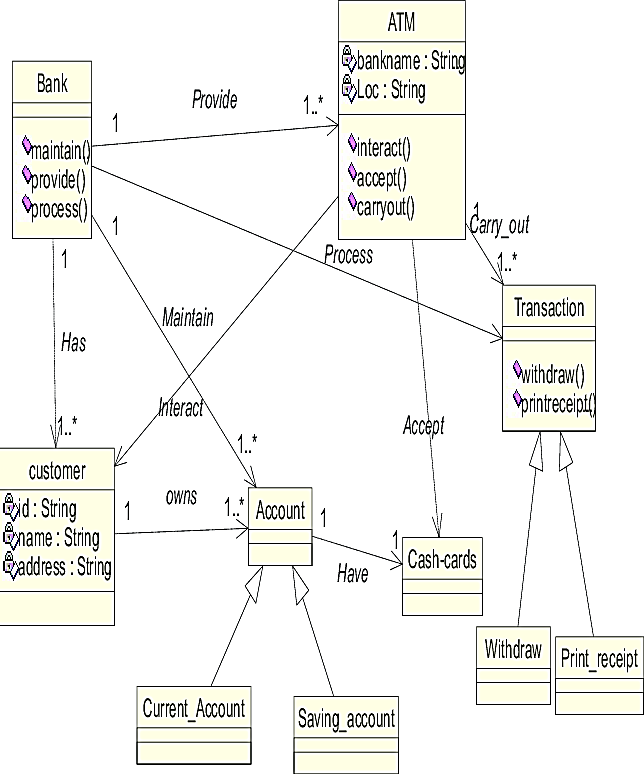 ATM
bankname : String
Loc : String
interact()
accept()
carryout()
Bank
maintain()
provide()
process()
Provide
1
1..*
1
1
Process
1
Carry_out
1..*
Transaction
withdraw()
printreceipt()
Has
Maintain
Interact
Accept
1..*
1..*
customer
id : String
name : String
address : String
owns
1
1..*
Account
1
Have
1
Cash-cards
Withdraw
Print_receipt
Current_Account
Saving_account